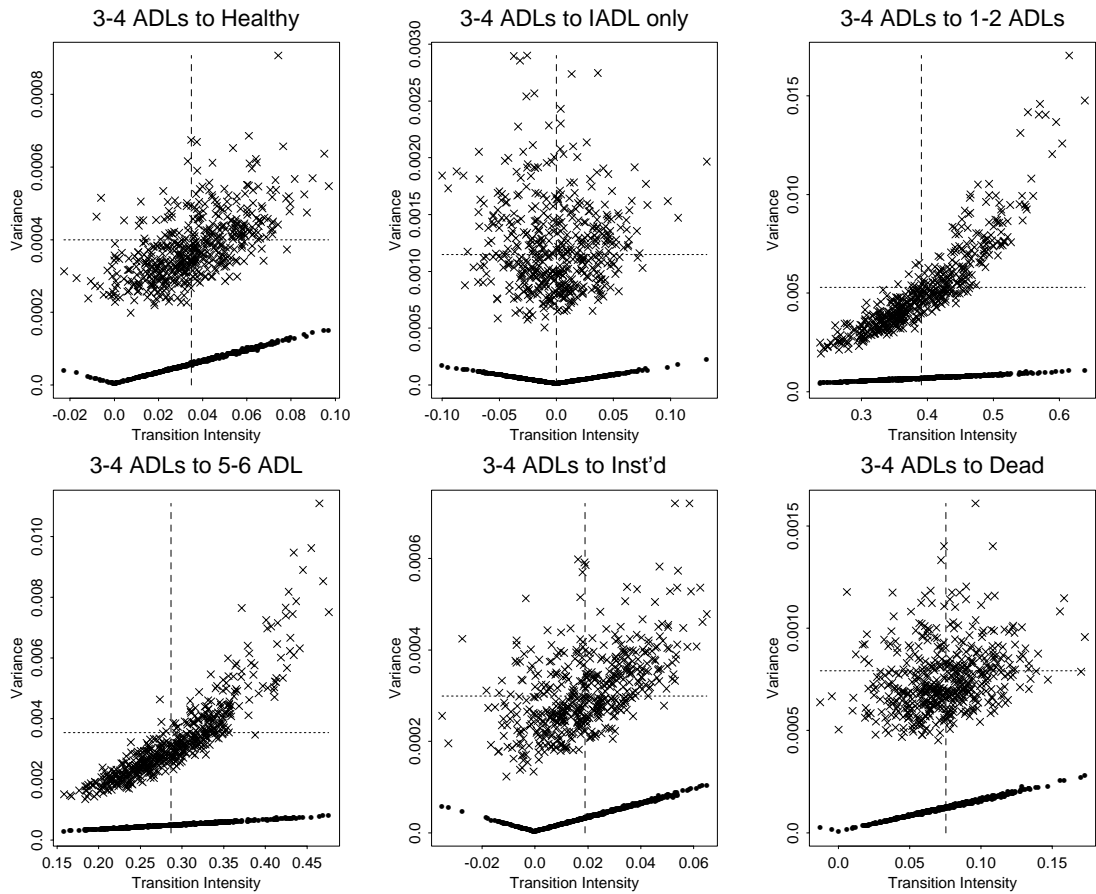 3-4 ADLs to Healthy
Variance
0.0 0.0002 0.0004 0.0006 0.0008
-0.02 0.0 0.02 0.04 0.06 0.08 0.10
Transition Intensity
3-4 ADLs to IADL only
Variance
0.0 0.0005 0.0010 0.0015 0.0020 0.0025 0.0030
-0.10 -0.05 0.0 0.05 0.10
Transition Intensity
3-4 ADLs to 1-2 ADLs
Variance
0.0 0.005 0.010 0.015
0.3 0.4 0.5 0.6
Transition Intensity
3-4 ADLs to 5-6 ADL
Variance
0.0 0.002 0.004 0.006 0.008 0.010
0.15 0.20 0.25 0.30 0.35 0.40 0.45
Transition Intensity
3-4 ADLs to Inst'd
Variance
0.0 0.0002 0.0004 0.0006
-0.02 0.0 0.02 0.04 0.06
Transition Intensity
3-4 ADLs to Dead
Variance
0.0 0.0005 0.0010 0.0015
0.0 0.05 0.10 0.15
Transition Intensity